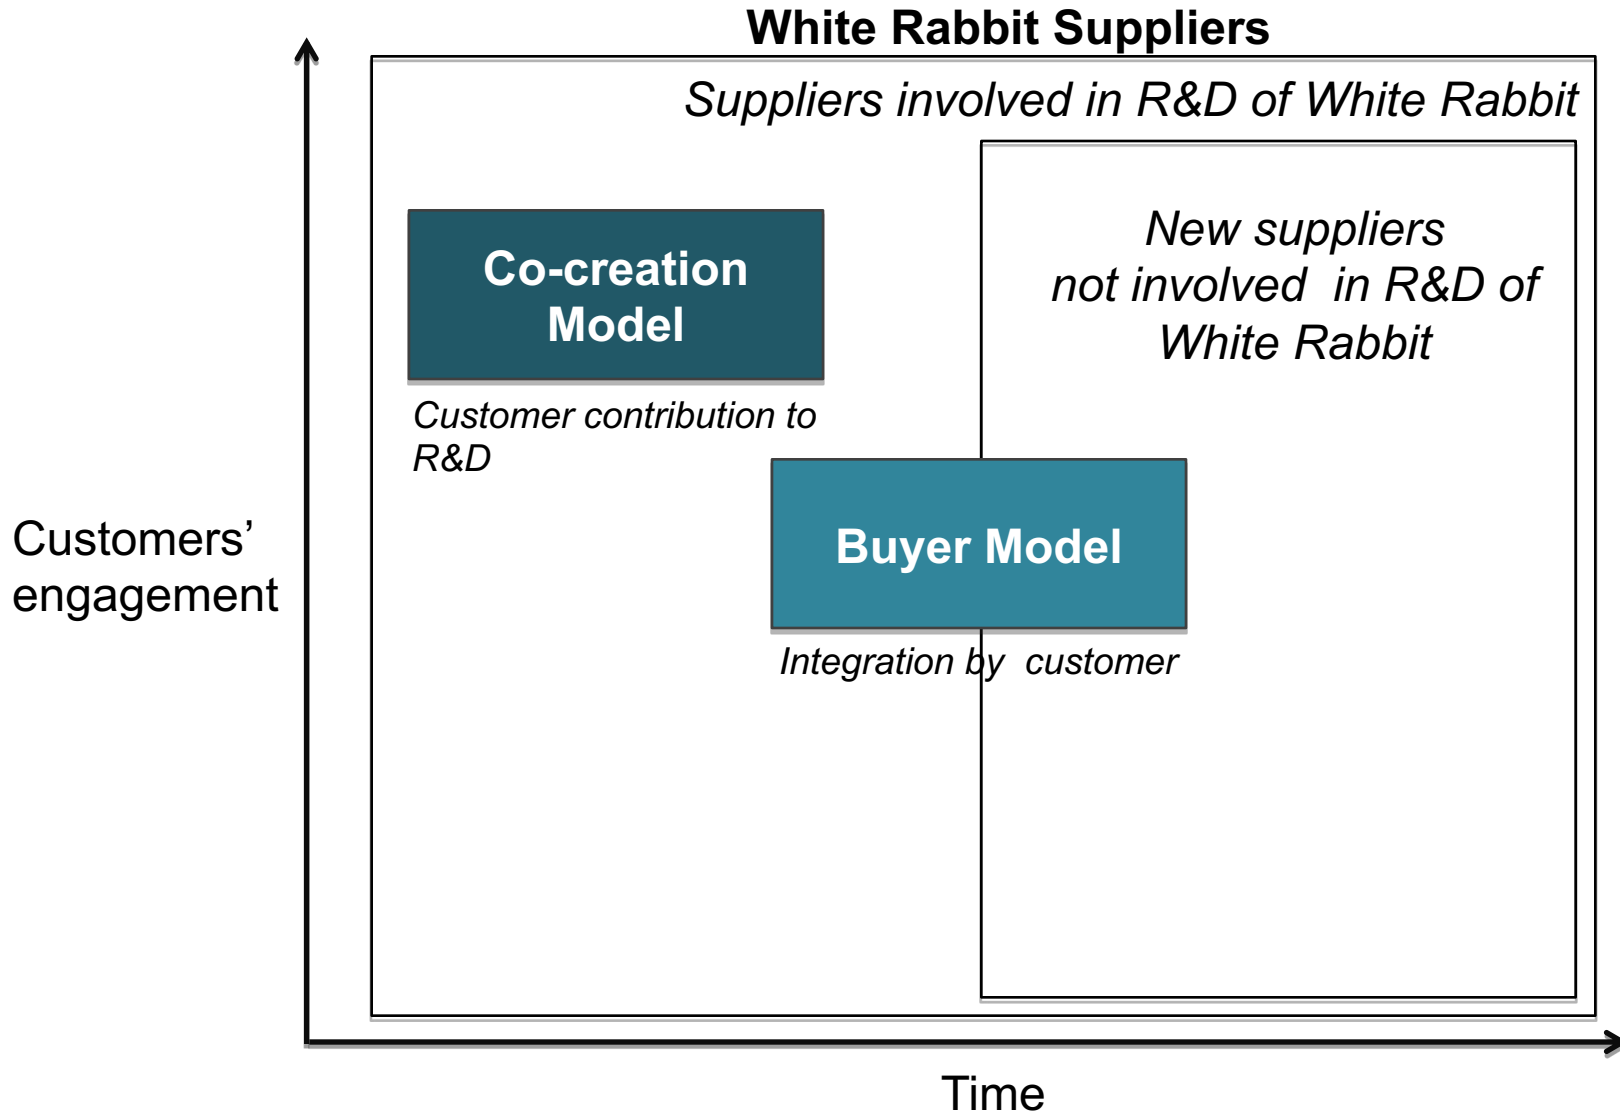 White Rabbit Suppliers
Suppliers involved in R&D of White Rabbit
New suppliers
not involved  in R&D of
White Rabbit
Co-creation
Model
Customer contribution to
R&D
Buyer Model
Integration by  customer
Customers’
engagement
Time